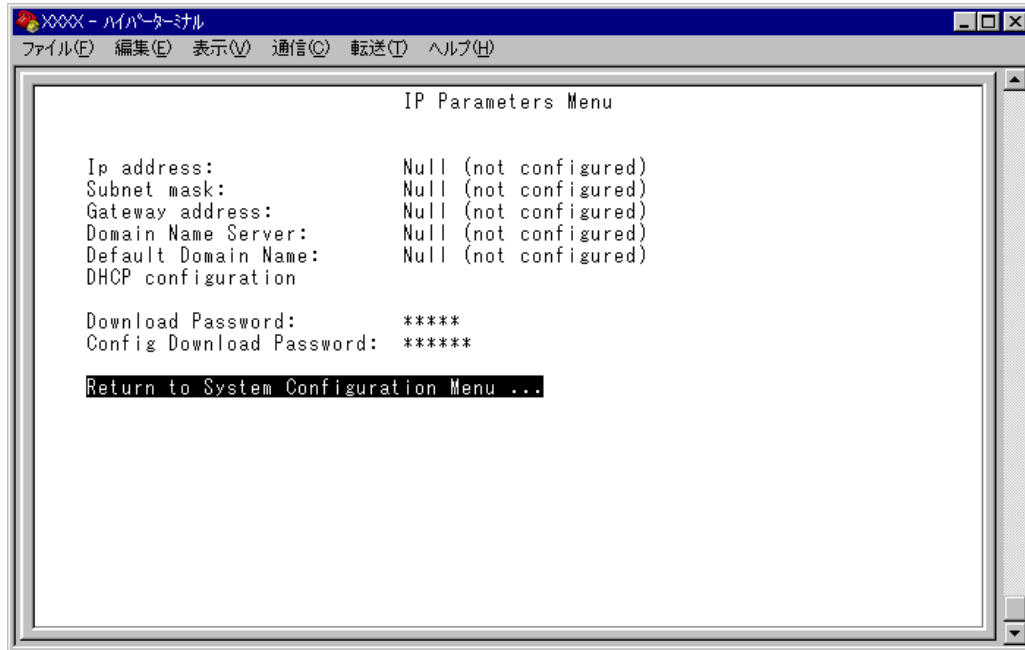 XXXX - ﾊｲﾊﾟｰﾀｰﾐﾅﾙ
ファイル(F) 編集(E) 表示(V) 通信(C) 転送(T) ヘルプ(H)
IP Parameters Menu
Ip address: Null (not configured)
Subnet mask: Null (not configured)
Gateway address: Null (not configured)
Domain Name Server: Null (not configured)
Default Domain Name: Null (not configured)
DHCP configuration
Download Password: *****
Config Download Password: ******
Return to System Configuration Menu ...